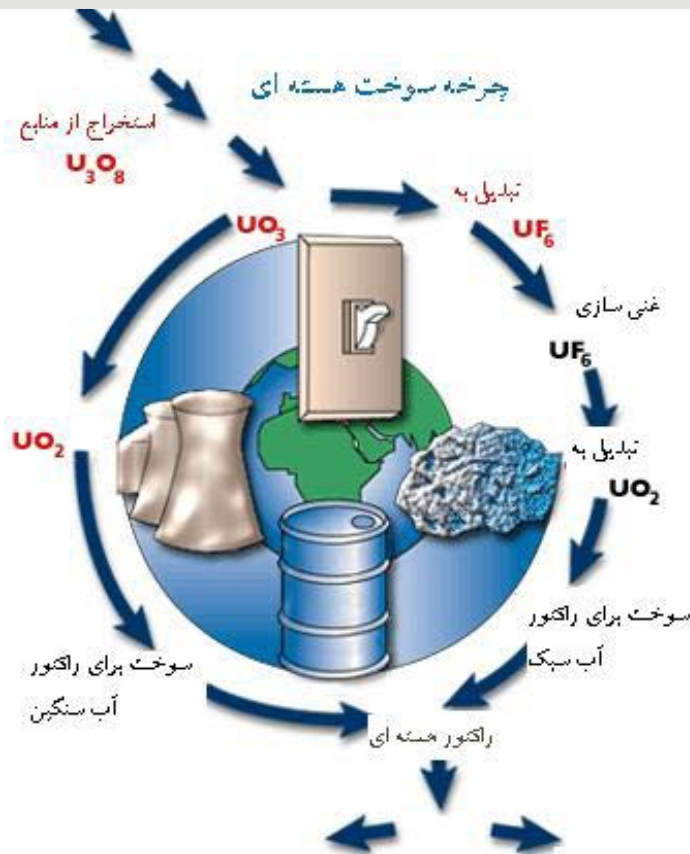 چرخه سوخت هسته ای
استخراج از منابع
U3O8
UO3
تبدیل به
UF6
غنی سازی
UF6
تبدیل به
UO2
UO2
سوخت برای راکتور
آب سبک
سوخت برای راکتور
آب سنگین
راکتور هسته ای